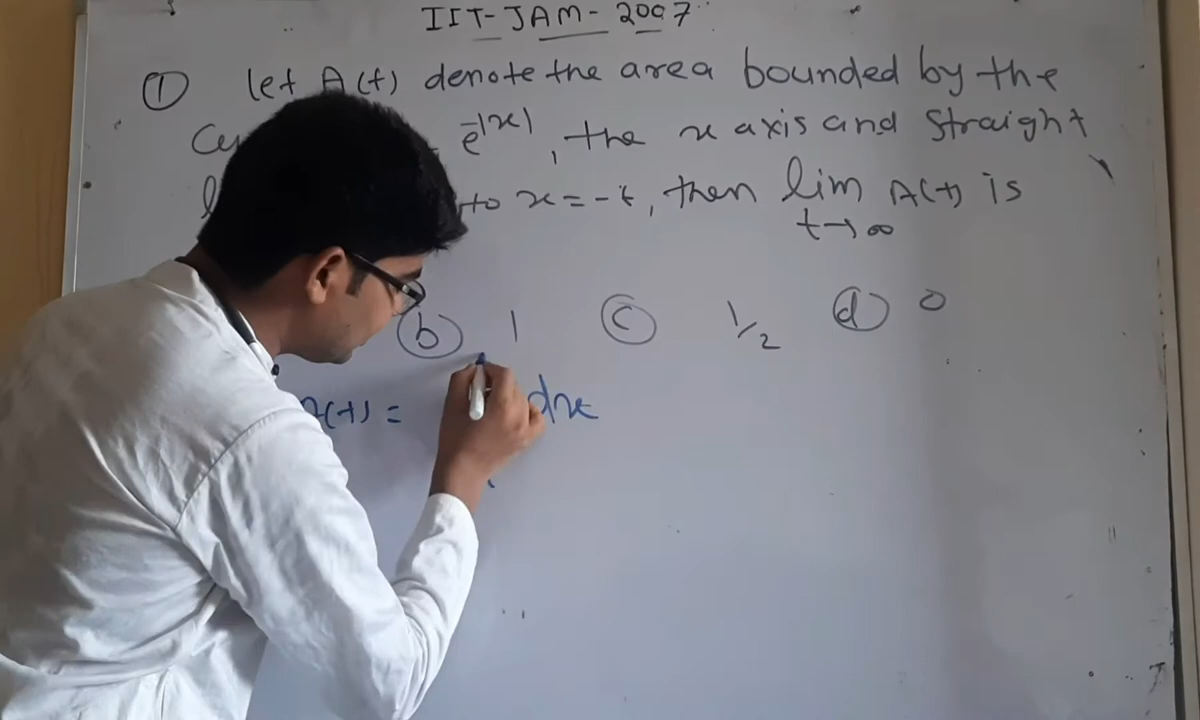 IIT-JAM-2007
① let A(t) denote the area bounded by the
e^-|x|, the x axis and straight
to x=-t, then lim A(t) is
t→∞
ⓑ 1 ⓒ 1/2 ⓓ 0
A(t) = dx